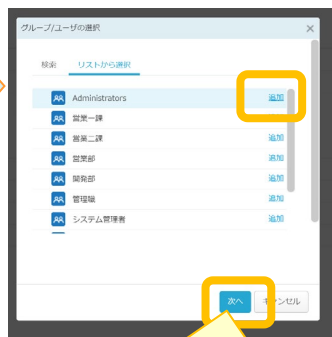 グループ/ユーザの選択
検索 リストから選択
Administrators 追加
営業一課
営業二課 追加
営業部 追加
開発部 追加
管理職 追加
システム管理者 追加
次へ キャンセル